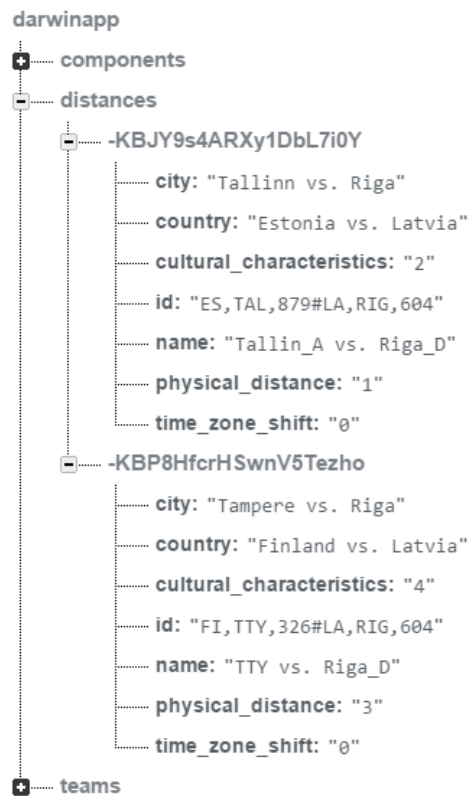 darwinapp
components
distances
-KBJY9s4ARXy1DbL7i0Y
city: "Tallinn vs. Riga"
country: "Estonia vs. Latvia"
cultural_characteristics: "2"
id: "ES,TAL,879#LA,RIG,604"
name: "Tallin_A vs. Riga_D"
physical_distance: "1"
time_zone_shift: "0"
-KBP8HfcrHSwnV5Tezho
city: "Tampere vs. Riga"
country: "Finland vs. Latvia"
cultural_characteristics: "4"
id: "FI,TTY,326#LA,RIG,604"
name: "TTY vs. Riga_D"
physical_distance: "3"
time_zone_shift: "0"
teams